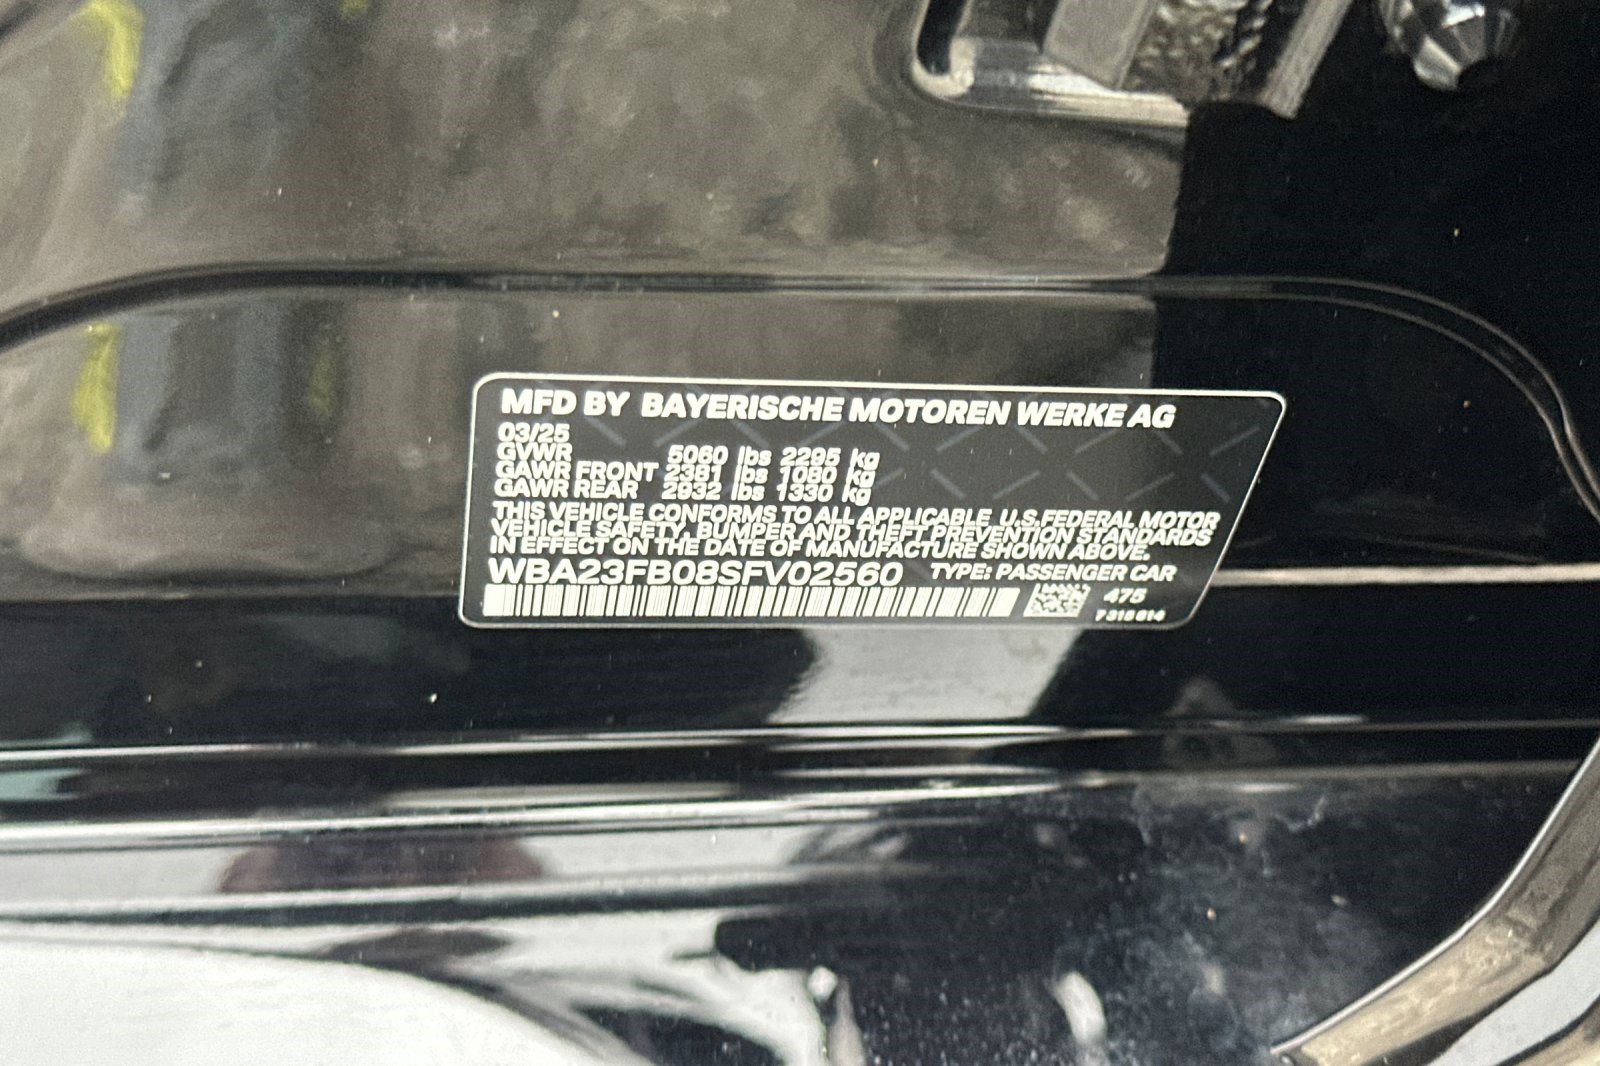 MFD BY BAYERISCHE MOTOREN WERKE AG
03/25
GVWR 5060 lbs 2295 kg
GAWR FRONT 2381 lbs 1080 kg
GAWR REAR 2932 lbs 1330 kg
THIS VEHICLE CONFORMS TO ALL APPLICABLE U.S.FEDERAL MOTOR
VEHICLE SAFETY, BUMPER AND THEFT PREVENTION STANDARDS
IN EFFECT ON THE DATE OF MANUFACTURE SHOWN ABOVE.
WBA23FB08SFV02560 TYPE: PASSENGER CAR
475